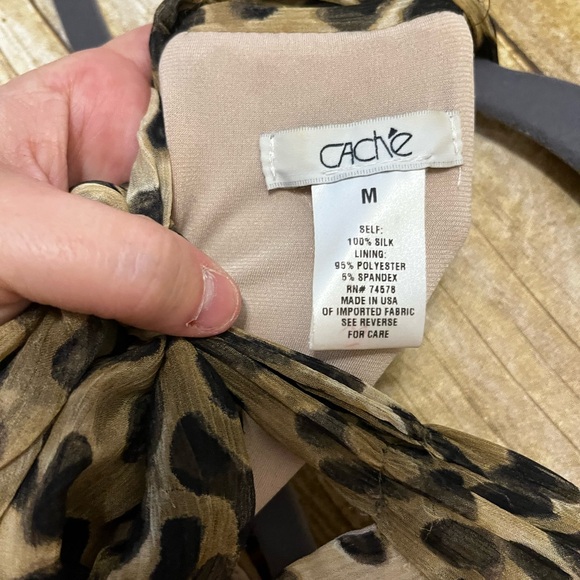 CAChé
M
SELF:
100% SILK
LINING:
95% POLYESTER
5% SPANDEX
RN# 74578
MADE IN USA
OF IMPORTED FABRIC
SEE REVERSE
FOR CARE